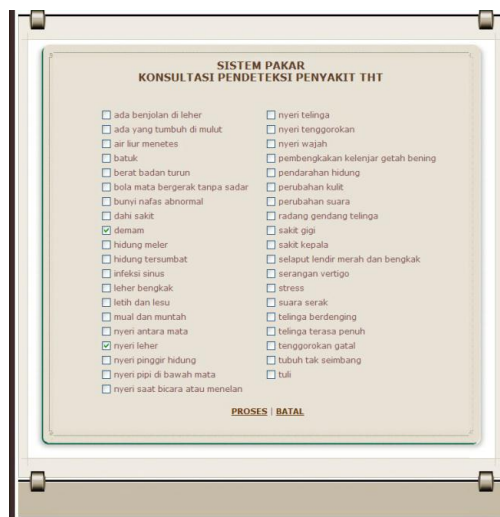 SISTEM PAKAR
KONSULTASI PENDETEKSI PENYAKIT THT
ada benjolan di leher
ada yang tumbuh di mulut
air liur menetes
batuk
berat badan turun
bola mata bergerak tanpa sadar
bunyi nafas abnormal
dahi sakit
demam
hidung meler
hidung tersumbat
infeksi sinus
leher bengkak
letih dan lesu
mual dan muntah
nyeri antara mata
nyeri leher
nyeri pinggir hidung
nyeri pipi di bawah mata
nyeri saat bicara atau menelan
nyeri telinga
nyeri tenggorokan
nyeri wajah
pembengkakan kelenjar getah bening
pendarahan hidung
perubahan kulit
perubahan suara
radang gendang telinga
sakit gigi
sakit kepala
selaput lendir merah dan bengkak
serangan vertigo
stress
suara serak
telinga berdenging
telinga terasa penuh
tenggorokan gatal
tubuh tak seimbang
tuli
PROSES | BATAL